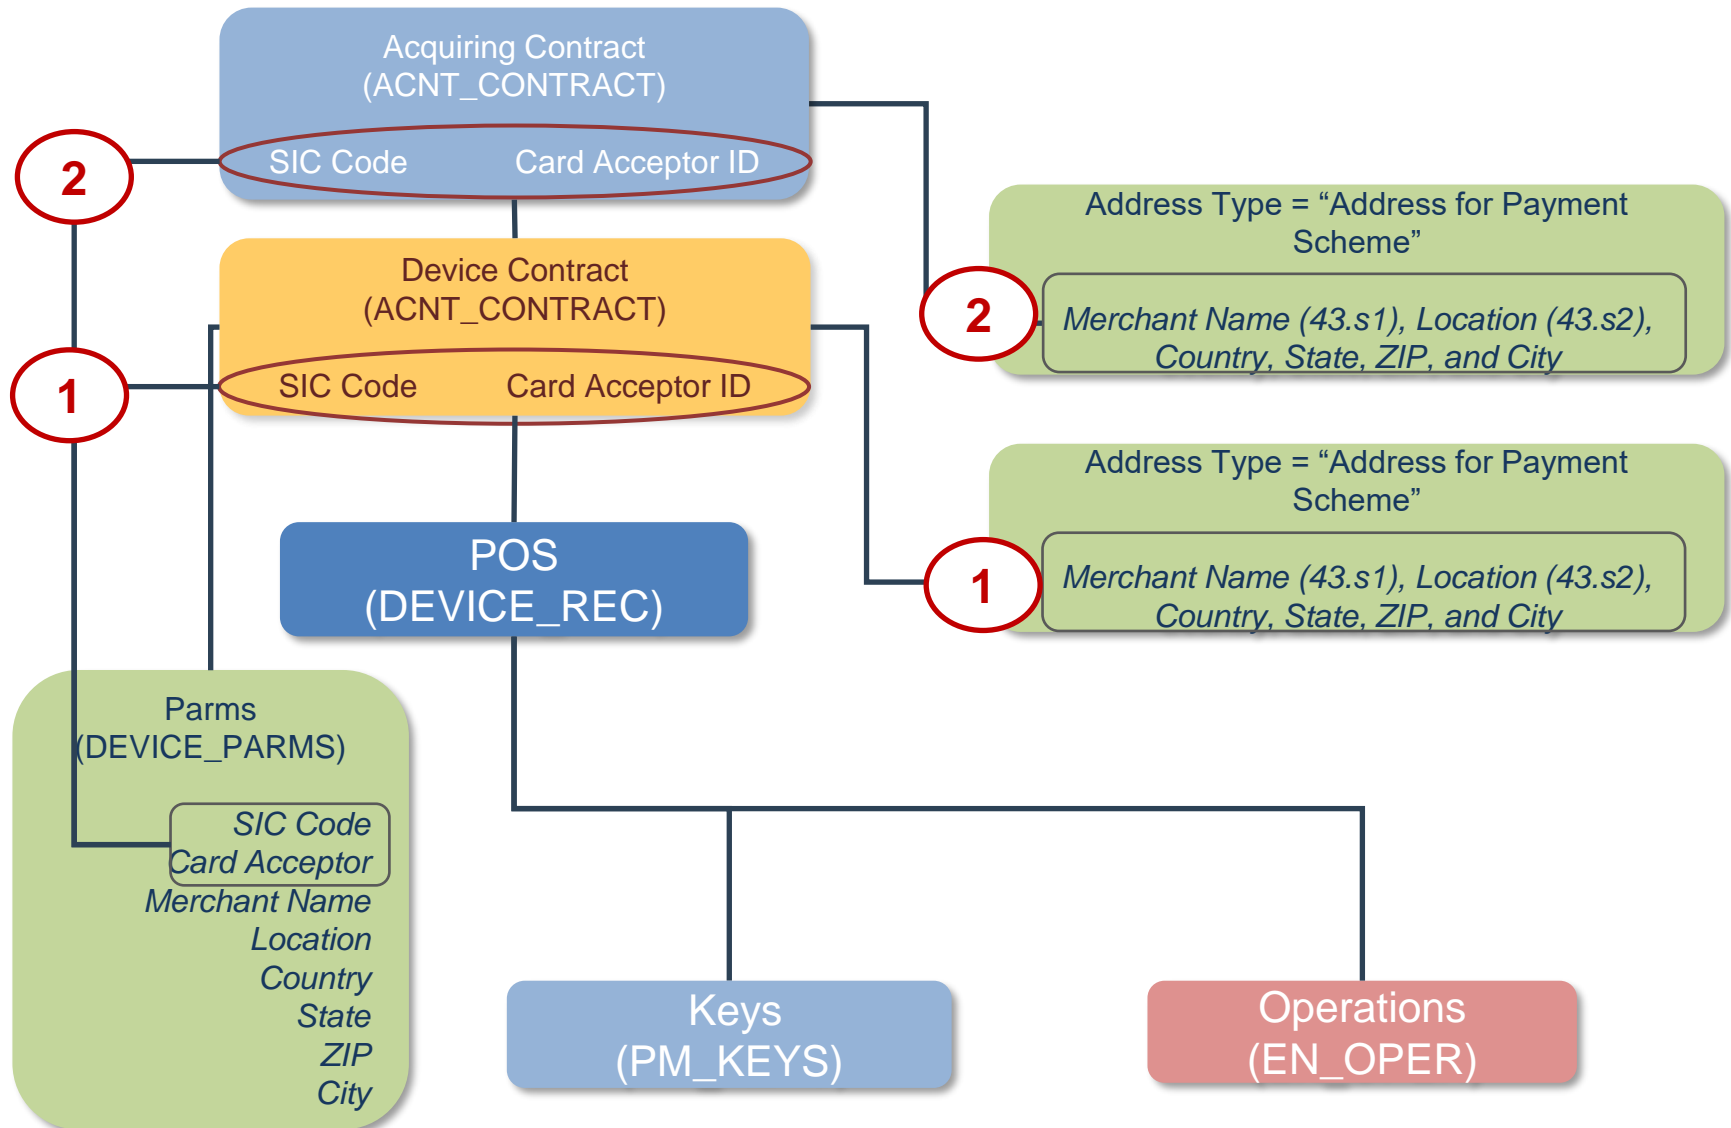 Acquiring Contract
(ACNT_CONTRACT)
SIC Code
Card Acceptor ID
2
Device Contract
(ACNT_CONTRACT)
SIC Code
Card Acceptor ID
1
Address Type = “Address for Payment
Scheme”
2
Merchant Name (43.s1), Location (43.s2),
Country, State, ZIP, and City
Address Type = “Address for Payment
Scheme”
1
Merchant Name (43.s1), Location (43.s2),
Country, State, ZIP, and City
POS
(DEVICE_REC)
Parms
(DEVICE_PARMS)
SIC Code
Card Acceptor
Merchant Name
Location
Country
State
ZIP
City
Keys
(PM_KEYS)
Operations
(EN_OPER)